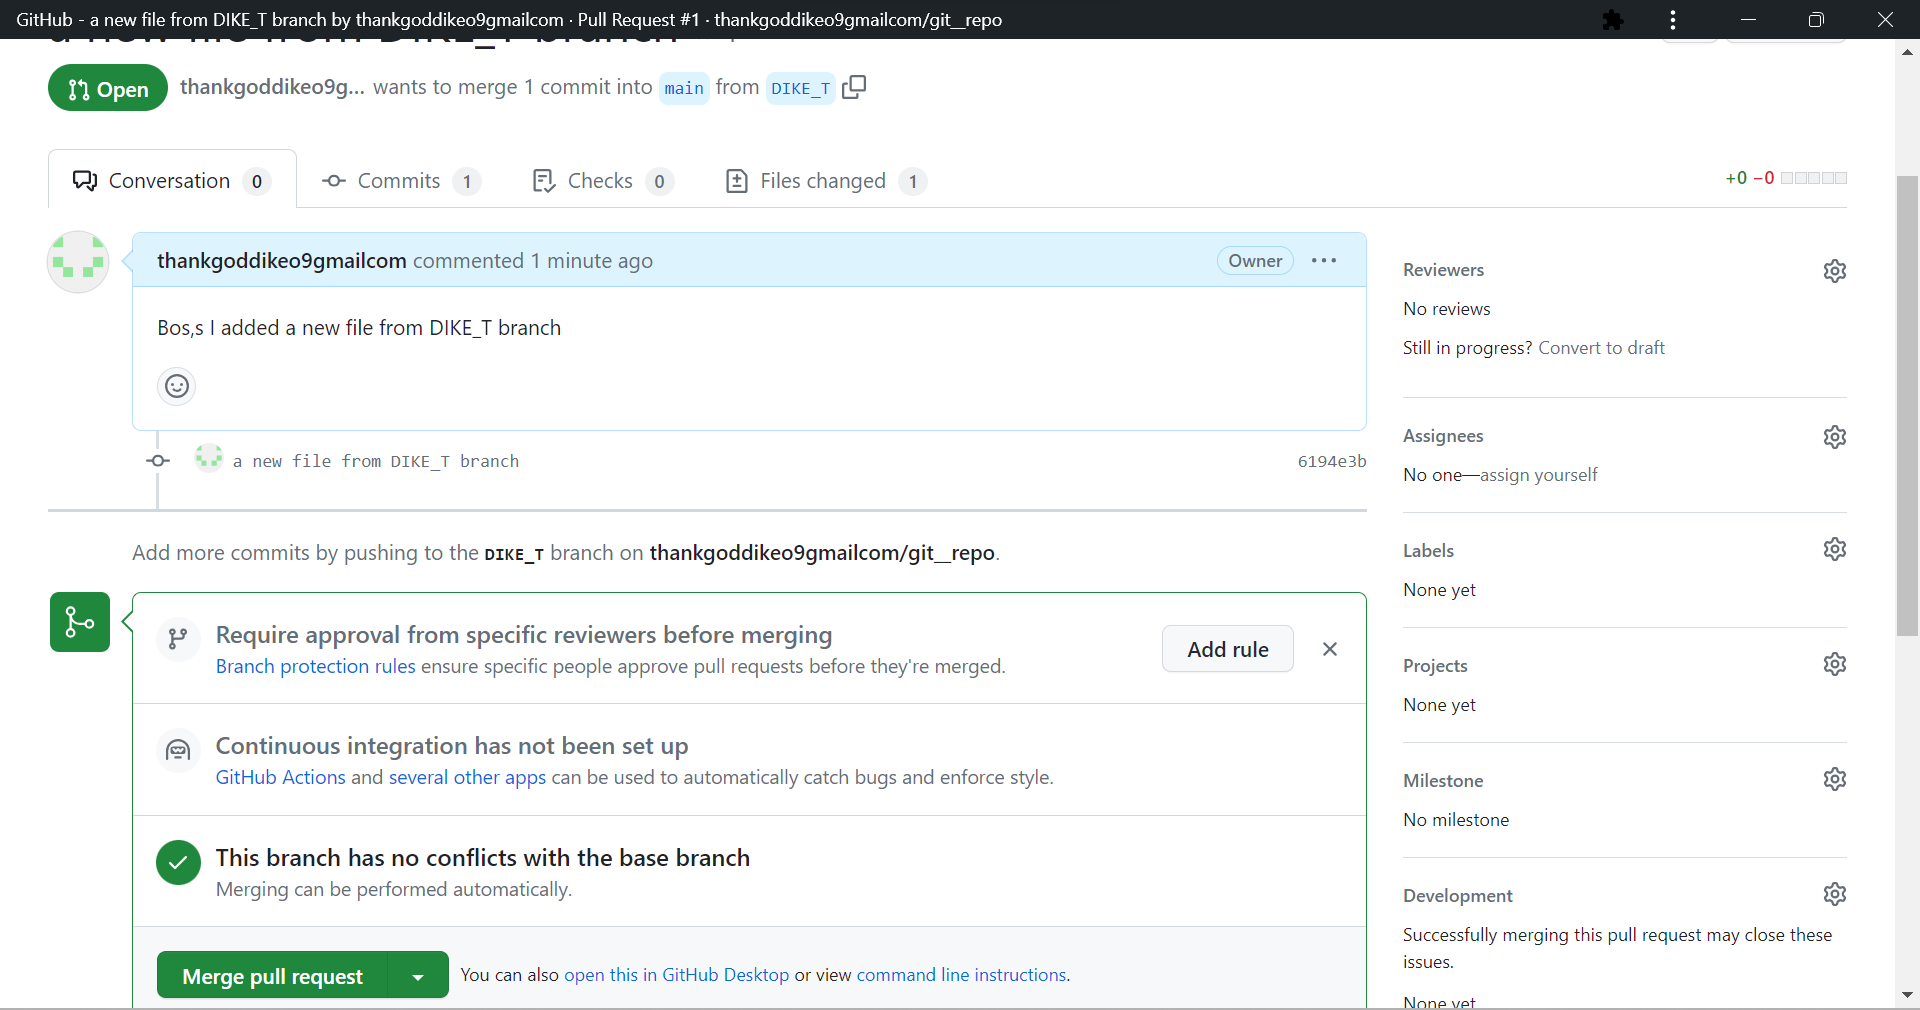 GitHub - a new file from DIKE_T branch by thankgoddikeo9gmailcom · Pull Request #1 · thankgoddikeo9gmailcom/git__repo
a new file from DIKE_T branch
Open thankgoddikeo9g... wants to merge 1 commit into main from DIKE_T
Conversation 0 Commits 1 Checks 0 Files changed 1 +0 −0
thankgoddikeo9gmailcom commented 1 minute ago Owner
Bos,s I added a new file from DIKE_T branch
a new file from DIKE_T branch 6194e3b
Add more commits by pushing to the DIKE_T branch on thankgoddikeo9gmailcom/git__repo.
Require approval from specific reviewers before merging
Branch protection rules ensure specific people approve pull requests before they're merged.
Add rule
Continuous integration has not been set up
GitHub Actions and several other apps can be used to automatically catch bugs and enforce style.
This branch has no conflicts with the base branch
Merging can be performed automatically.
Merge pull request You can also open this in GitHub Desktop or view command line instructions.
Reviewers
No reviews
Still in progress? Convert to draft
Assignees
No one—assign yourself
Labels
None yet
Projects
None yet
Milestone
No milestone
Development
Successfully merging this pull request may close these
issues.
None yet